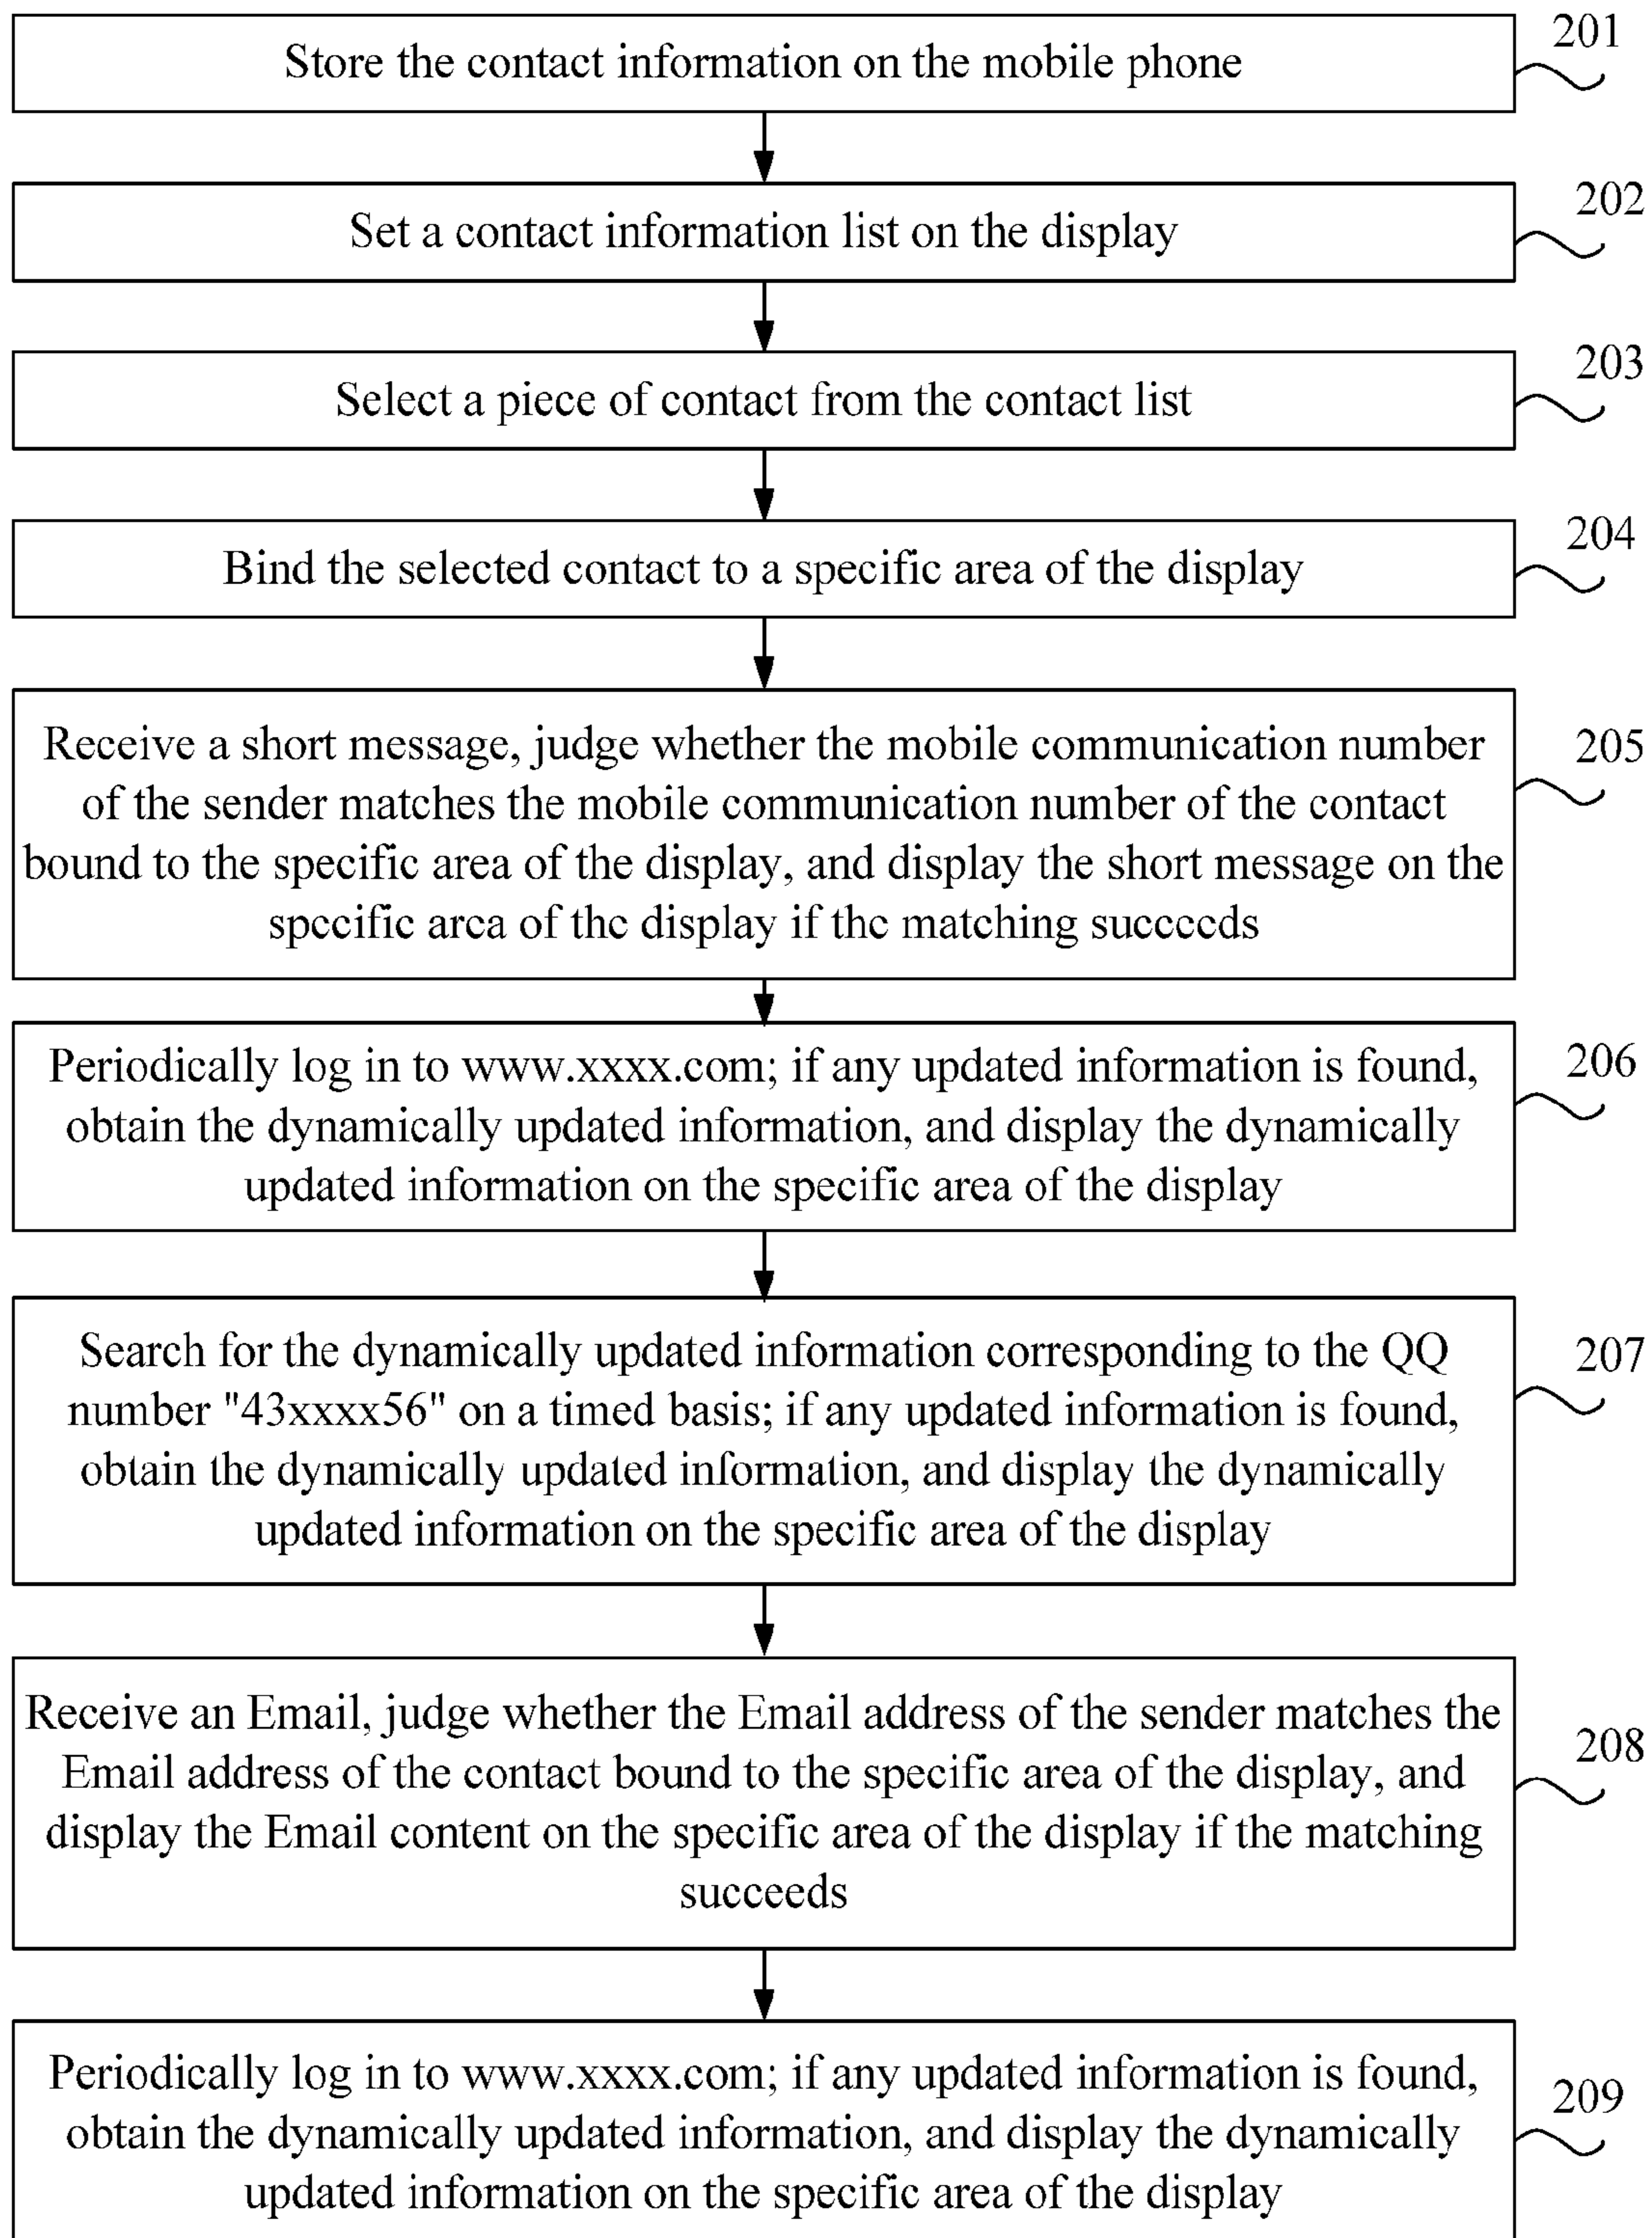 Store the contact information on the mobile phone
201
Set a contact information list on the display
202
Select a piece of contact from the contact list
203
Bind the selected contact to a specific area of the display
204
Receive a short message, judge whether the mobile communication number
of the sender matches the mobile communication number of the contact
bound to the specific area of the display, and display the short message on the
specific area of the display if the matching succeeds
205
Periodically log in to www.xxxx.com; if any updated information is found,
obtain the dynamically updated information, and display the dynamically
updated information on the specific area of the display
206
Search for the dynamically updated information corresponding to the QQ
number "43xxxx56" on a timed basis; if any updated information is found,
obtain the dynamically updated information, and display the dynamically
updated information on the specific area of the display
207
Receive an Email, judge whether the Email address of the sender matches the
Email address of the contact bound to the specific area of the display, and
display the Email content on the specific area of the display if the matching
succeeds
208
Periodically log in to www.xxxx.com; if any updated information is found,
obtain the dynamically updated information, and display the dynamically
updated information on the specific area of the display
209